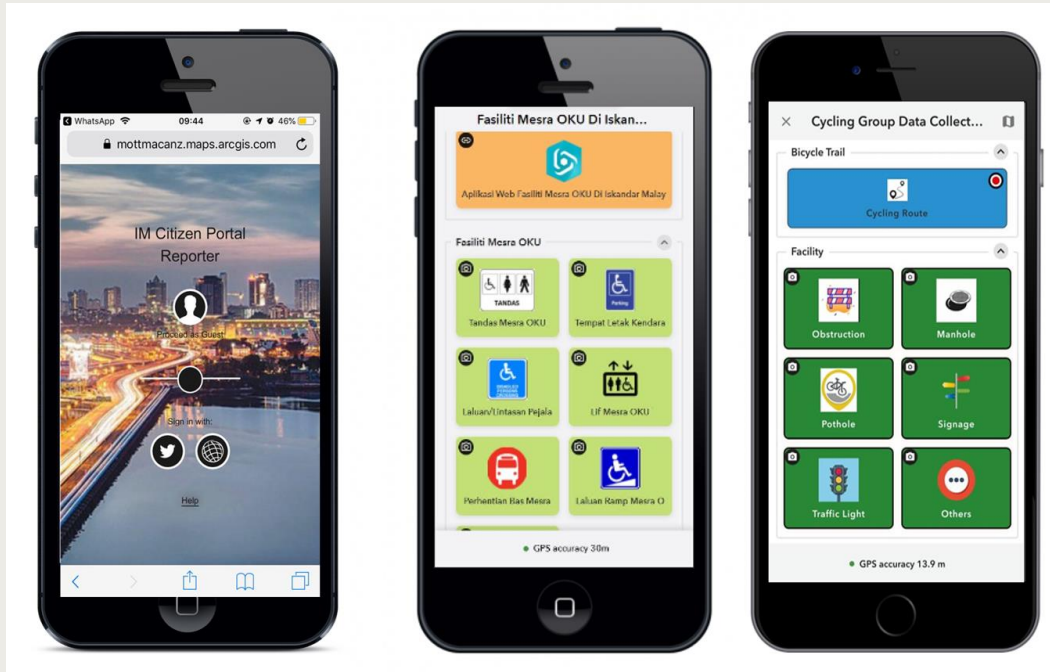 WhatsApp 09:44 46%
mottmacanz.maps.arcgis.com
IM Citizen Portal
Reporter
Proceed as Guest
Sign in with:
Help
Fasiliti Mesra OKU Di Iskan...
Aplikasi Web Fasiliti Mesra OKU Di Iskandar Malay
Fasiliti Mesra OKU
TANDAS
Tandas Mesra OKU
Parking
Tempat Letak Kendara
DISABLED
PERSONS
CROSSING
Laluan/Lintasan Pejala
Lif Mesra OKU
Perhentian Bas Mesra
Laluan Ramp Mesra O
GPS accuracy 30m
Cycling Group Data Collect...
Bicycle Trail
Cycling Route
Facility
Obstruction
Manhole
Pothole
Signage
Traffic Light
Others
GPS accuracy 13.9 m